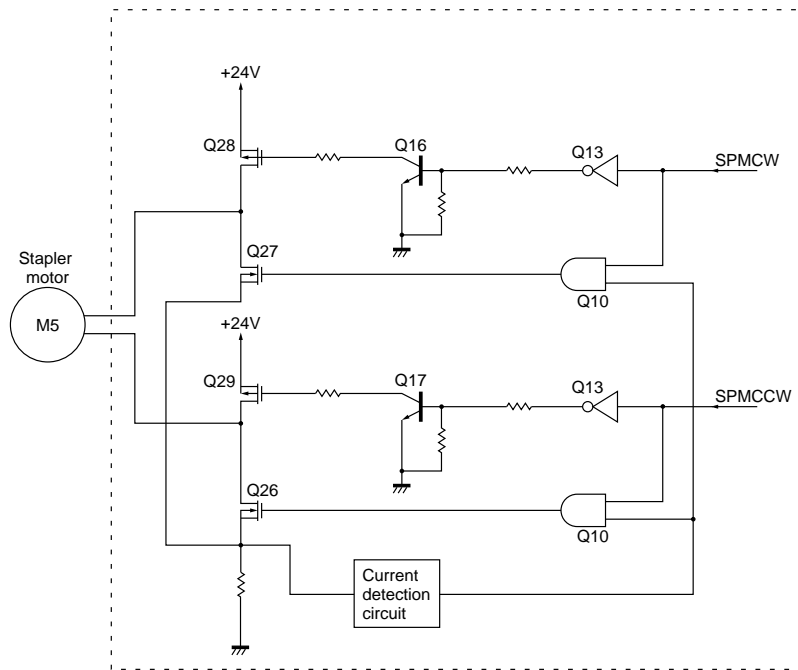 +24V
Q28
Q16
Q13
SPMCW
Q27
Q10
Stapler
motor
M5
+24V
Q29
Q17
Q13
SPMCCW
Q26
Q10
Current
detection
circuit